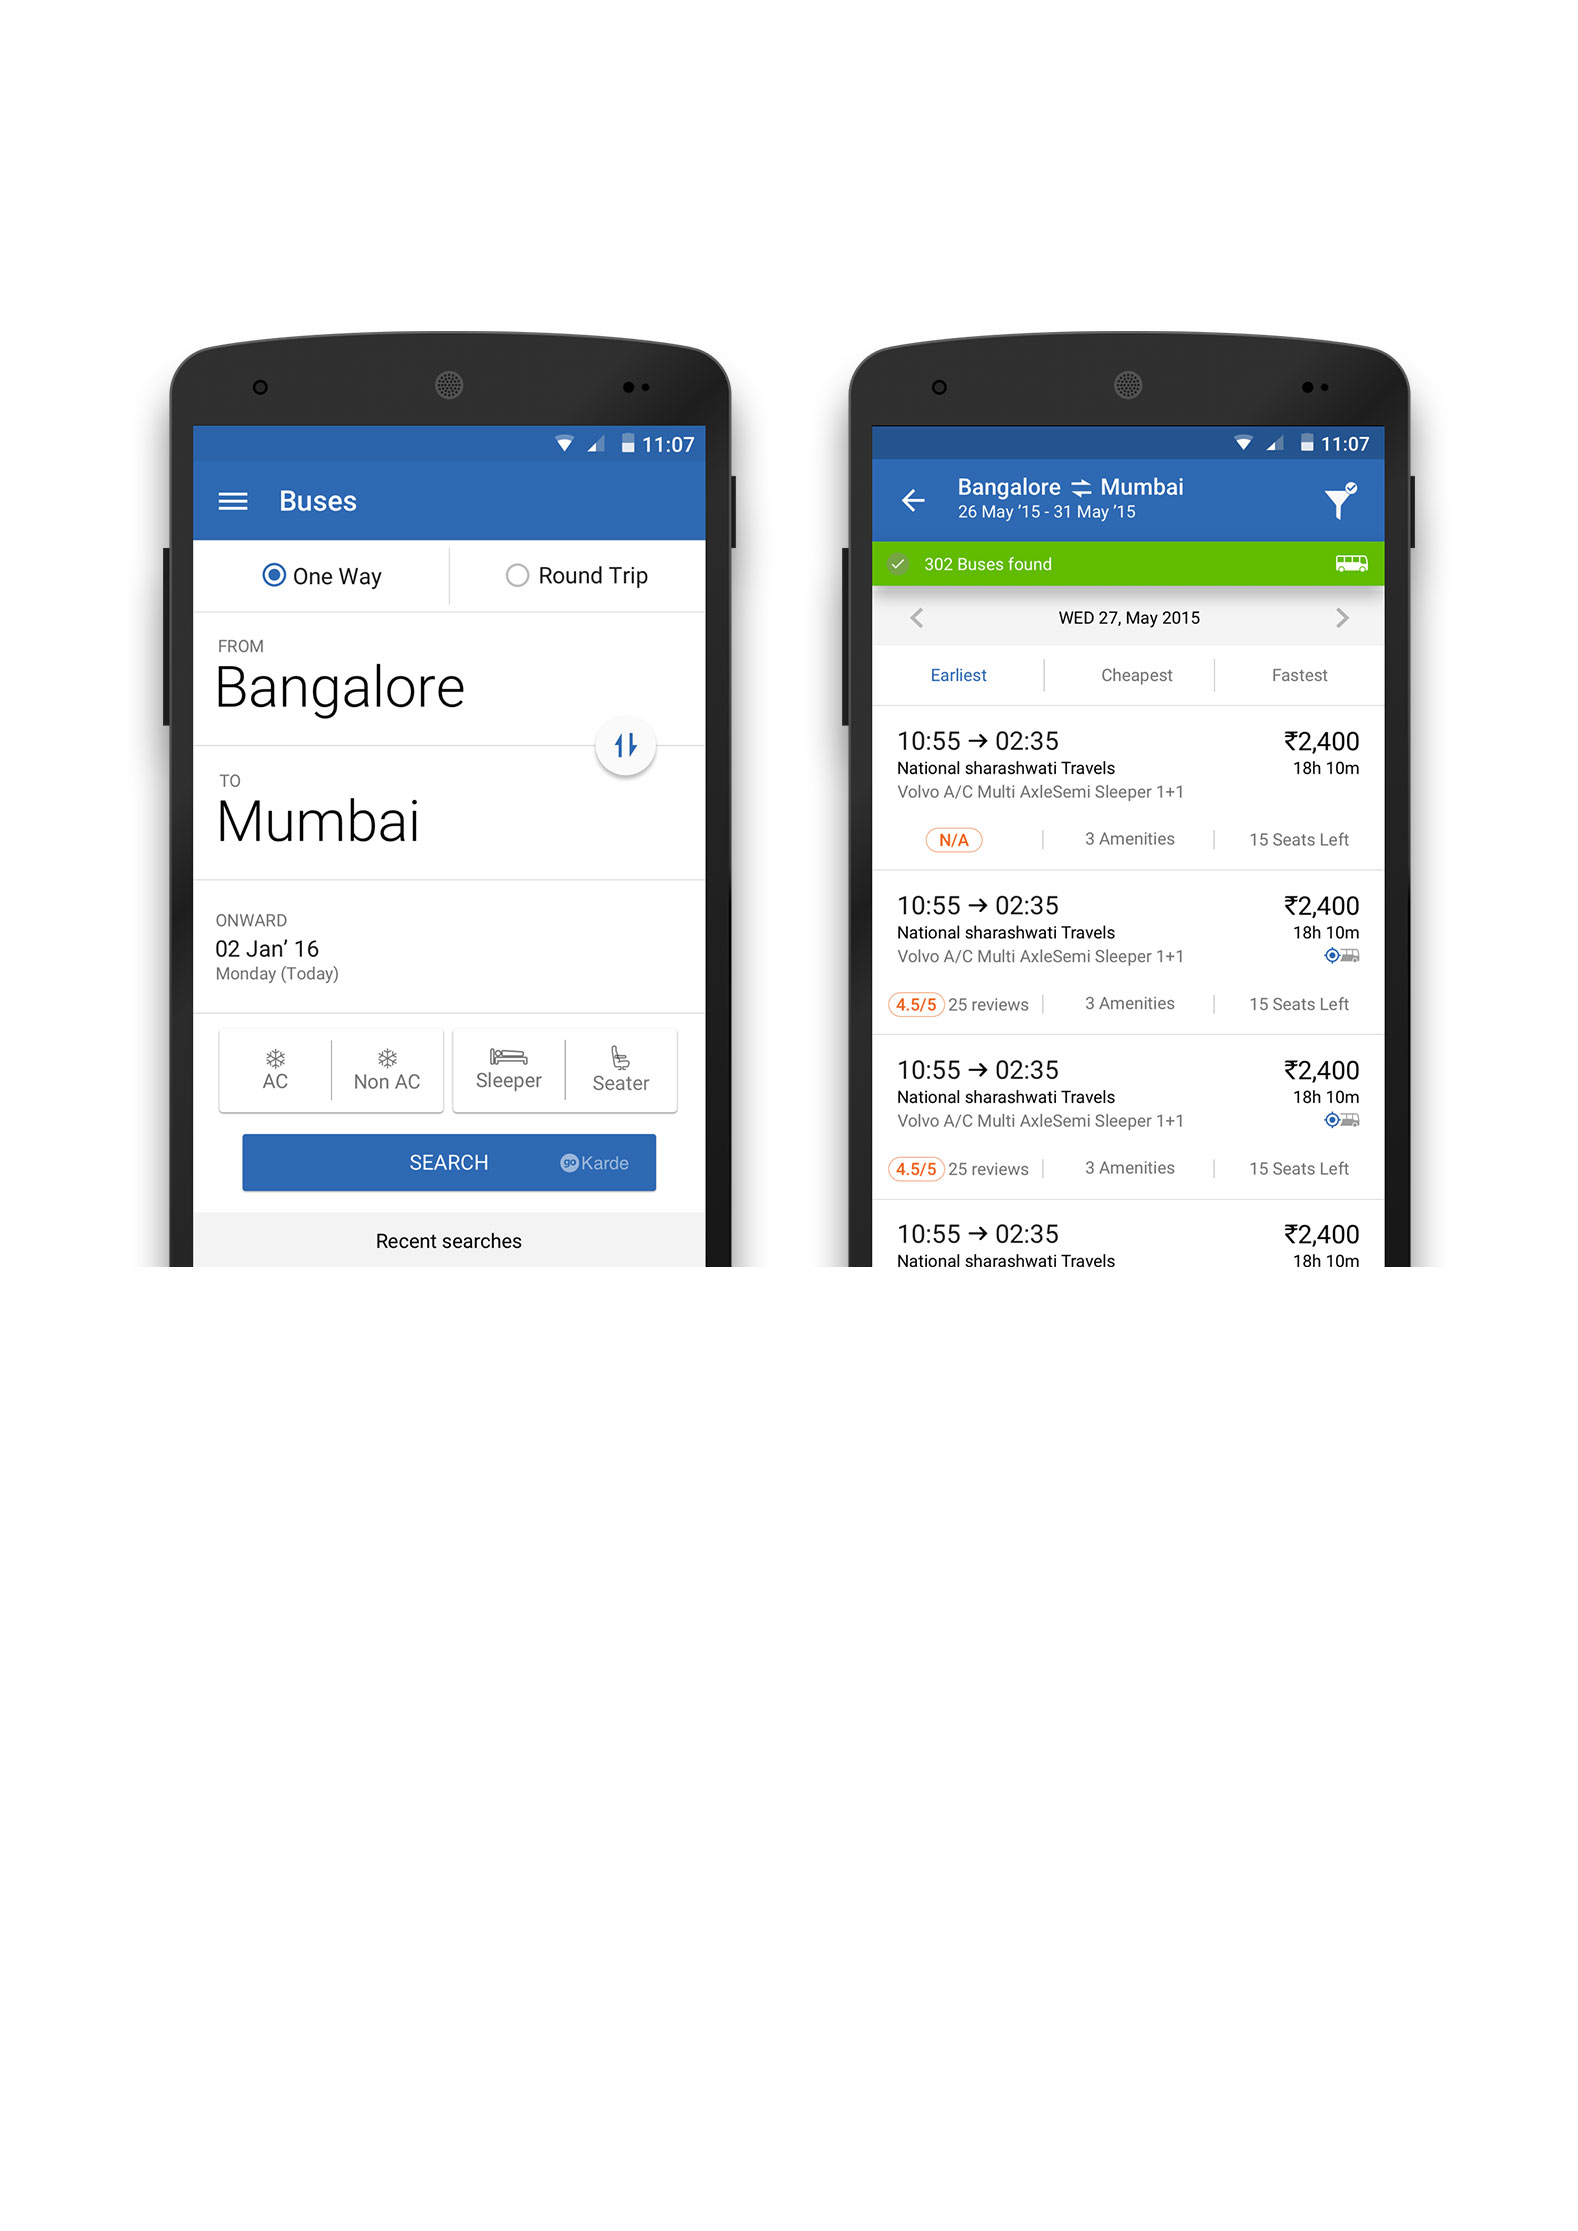 11:07
Buses
One Way
Round Trip
FROM
Bangalore
TO
Mumbai
ONWARD
02 Jan’ 16
Monday (Today)
AC
Non AC
Sleeper
Seater
SEARCH
go Karde
Recent searches
11:07
Bangalore ⇌ Mumbai
26 May ’15 - 31 May ’15
302 Buses found
WED 27, May 2015
Earliest
Cheapest
Fastest
10:55 → 02:35 ₹2,400
National sharashwati Travels 18h 10m
Volvo A/C Multi AxleSemi Sleeper 1+1
N/A 3 Amenities 15 Seats Left
10:55 → 02:35 ₹2,400
National sharashwati Travels 18h 10m
Volvo A/C Multi AxleSemi Sleeper 1+1
4.5/5 25 reviews 3 Amenities 15 Seats Left
10:55 → 02:35 ₹2,400
National sharashwati Travels 18h 10m
Volvo A/C Multi AxleSemi Sleeper 1+1
4.5/5 25 reviews 3 Amenities 15 Seats Left
10:55 → 02:35 ₹2,400
National sharashwati Travels 18h 10m